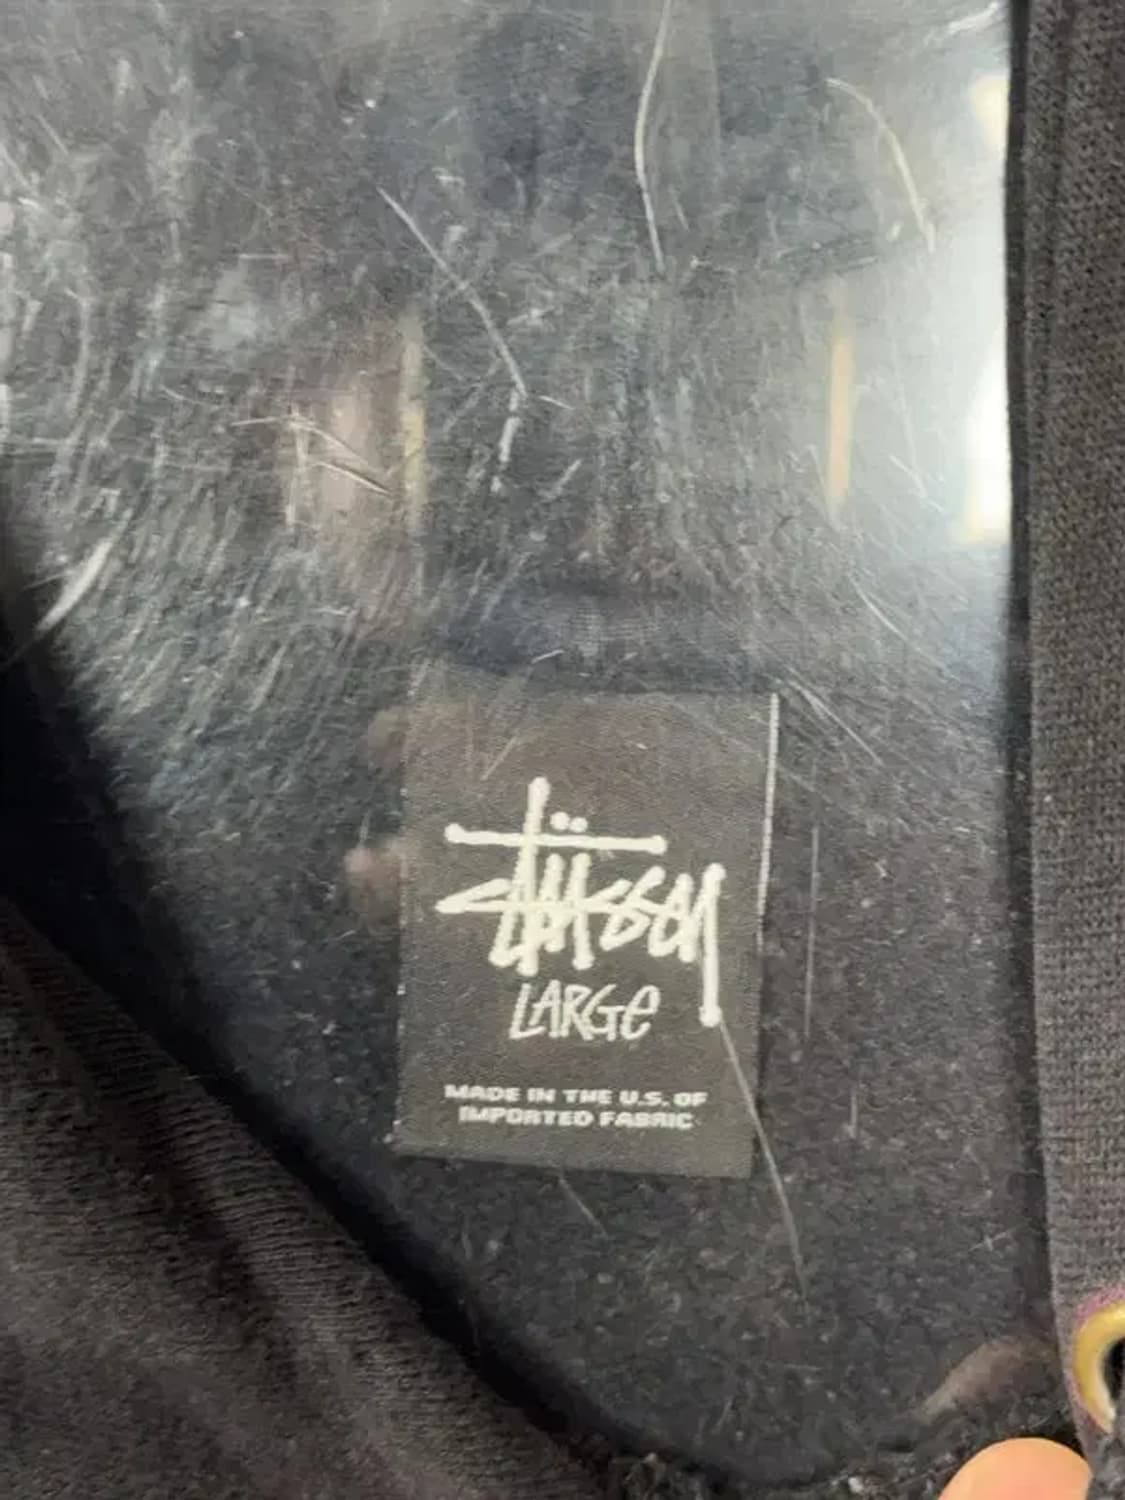 Stüssy
LARGE
MADE IN THE U.S. OF
IMPORTED FABRIC